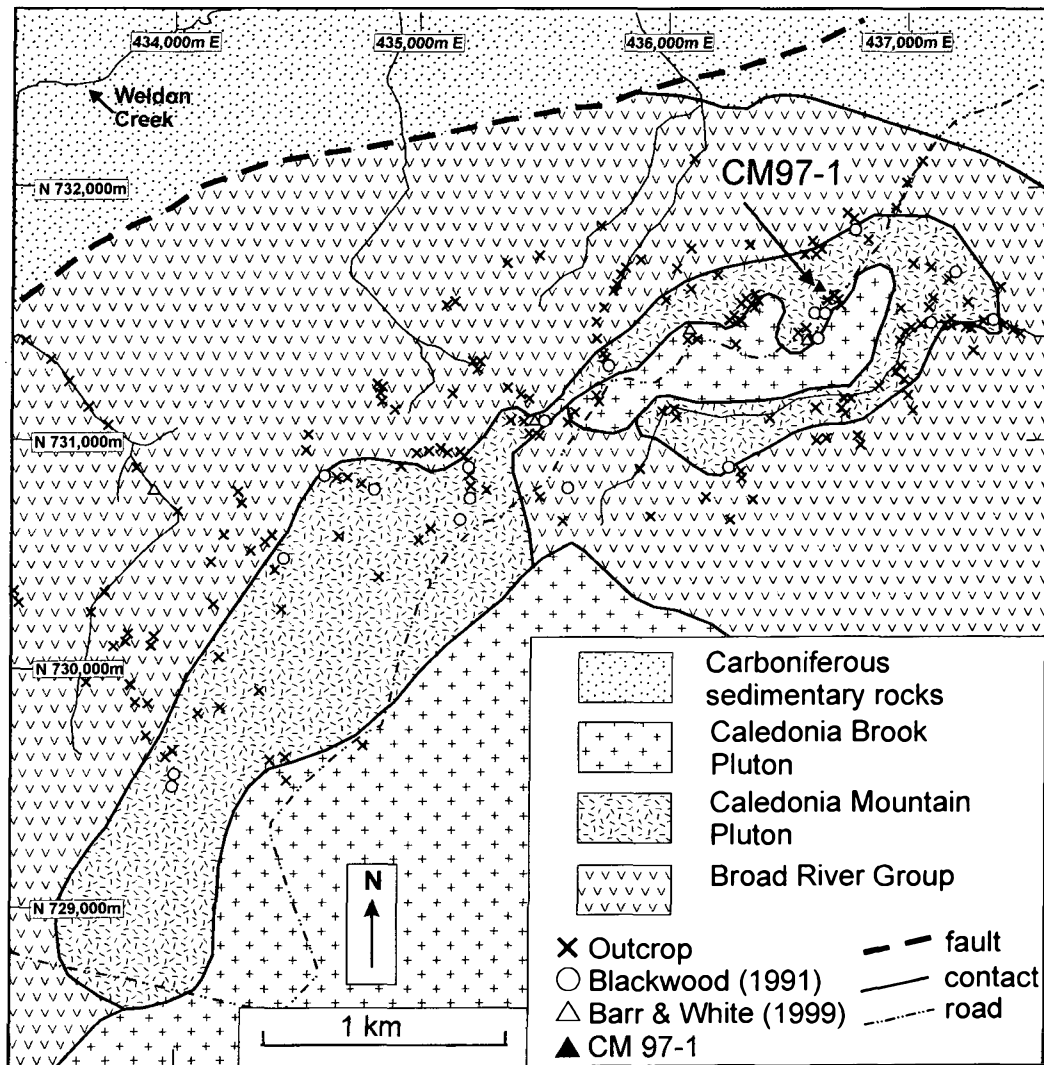 434,000m E
435,000m E
436,000m E
437,000m E
Weldon
Creek
N 732,000m
CM97-1
N 731,000m
N 730,000m
N 729,000m
N
1 km
Carboniferous
sedimentary rocks
Caledonia Brook
Pluton
Caledonia Mountain
Pluton
Broad River Group
Outcrop
fault
Blackwood (1991)
contact
Barr & White (1999)
road
CM 97-1